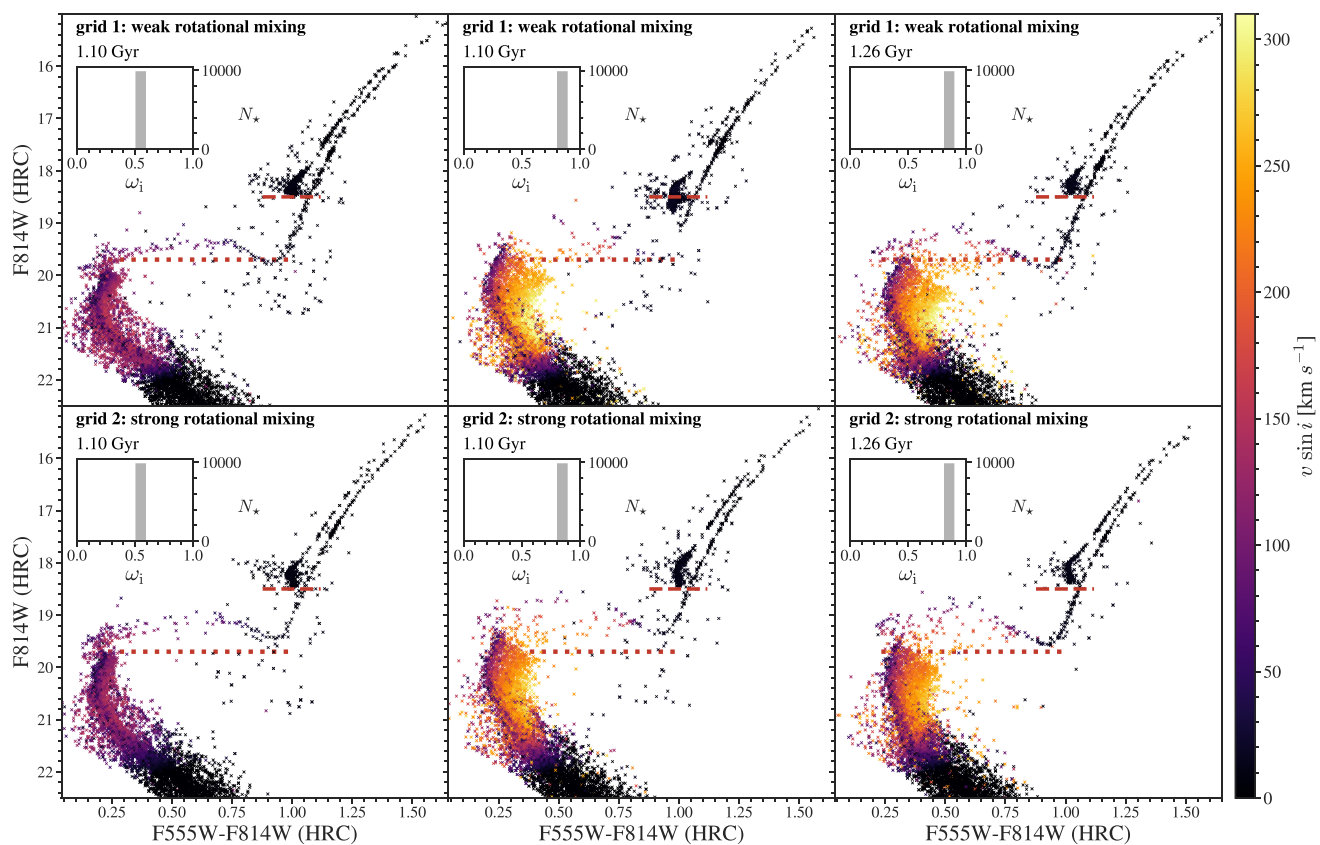 grid 1: weak rotational mixing
1.10 Gyr
10000
0
0.0 0.5 1.0
ωi
N⋆
grid 1: weak rotational mixing
1.10 Gyr
10000
0
0.0 0.5 1.0
ωi
N⋆
grid 1: weak rotational mixing
1.26 Gyr
10000
0
0.0 0.5 1.0
ωi
N⋆
16
17
18
19
20
21
22
F814W (HRC)
grid 2: strong rotational mixing
1.10 Gyr
10000
0
0.0 0.5 1.0
ωi
N⋆
grid 2: strong rotational mixing
1.10 Gyr
10000
0
0.0 0.5 1.0
ωi
N⋆
grid 2: strong rotational mixing
1.26 Gyr
10000
0
0.0 0.5 1.0
ωi
N⋆
16
17
18
19
20
21
22
F814W (HRC)
0.25 0.50 0.75 1.00 1.25 1.50
F555W-F814W (HRC)
0.25 0.50 0.75 1.00 1.25 1.50
F555W-F814W (HRC)
0.25 0.50 0.75 1.00 1.25 1.50
F555W-F814W (HRC)
300
250
200
150
100
50
0
v sin i [km s⁻¹]